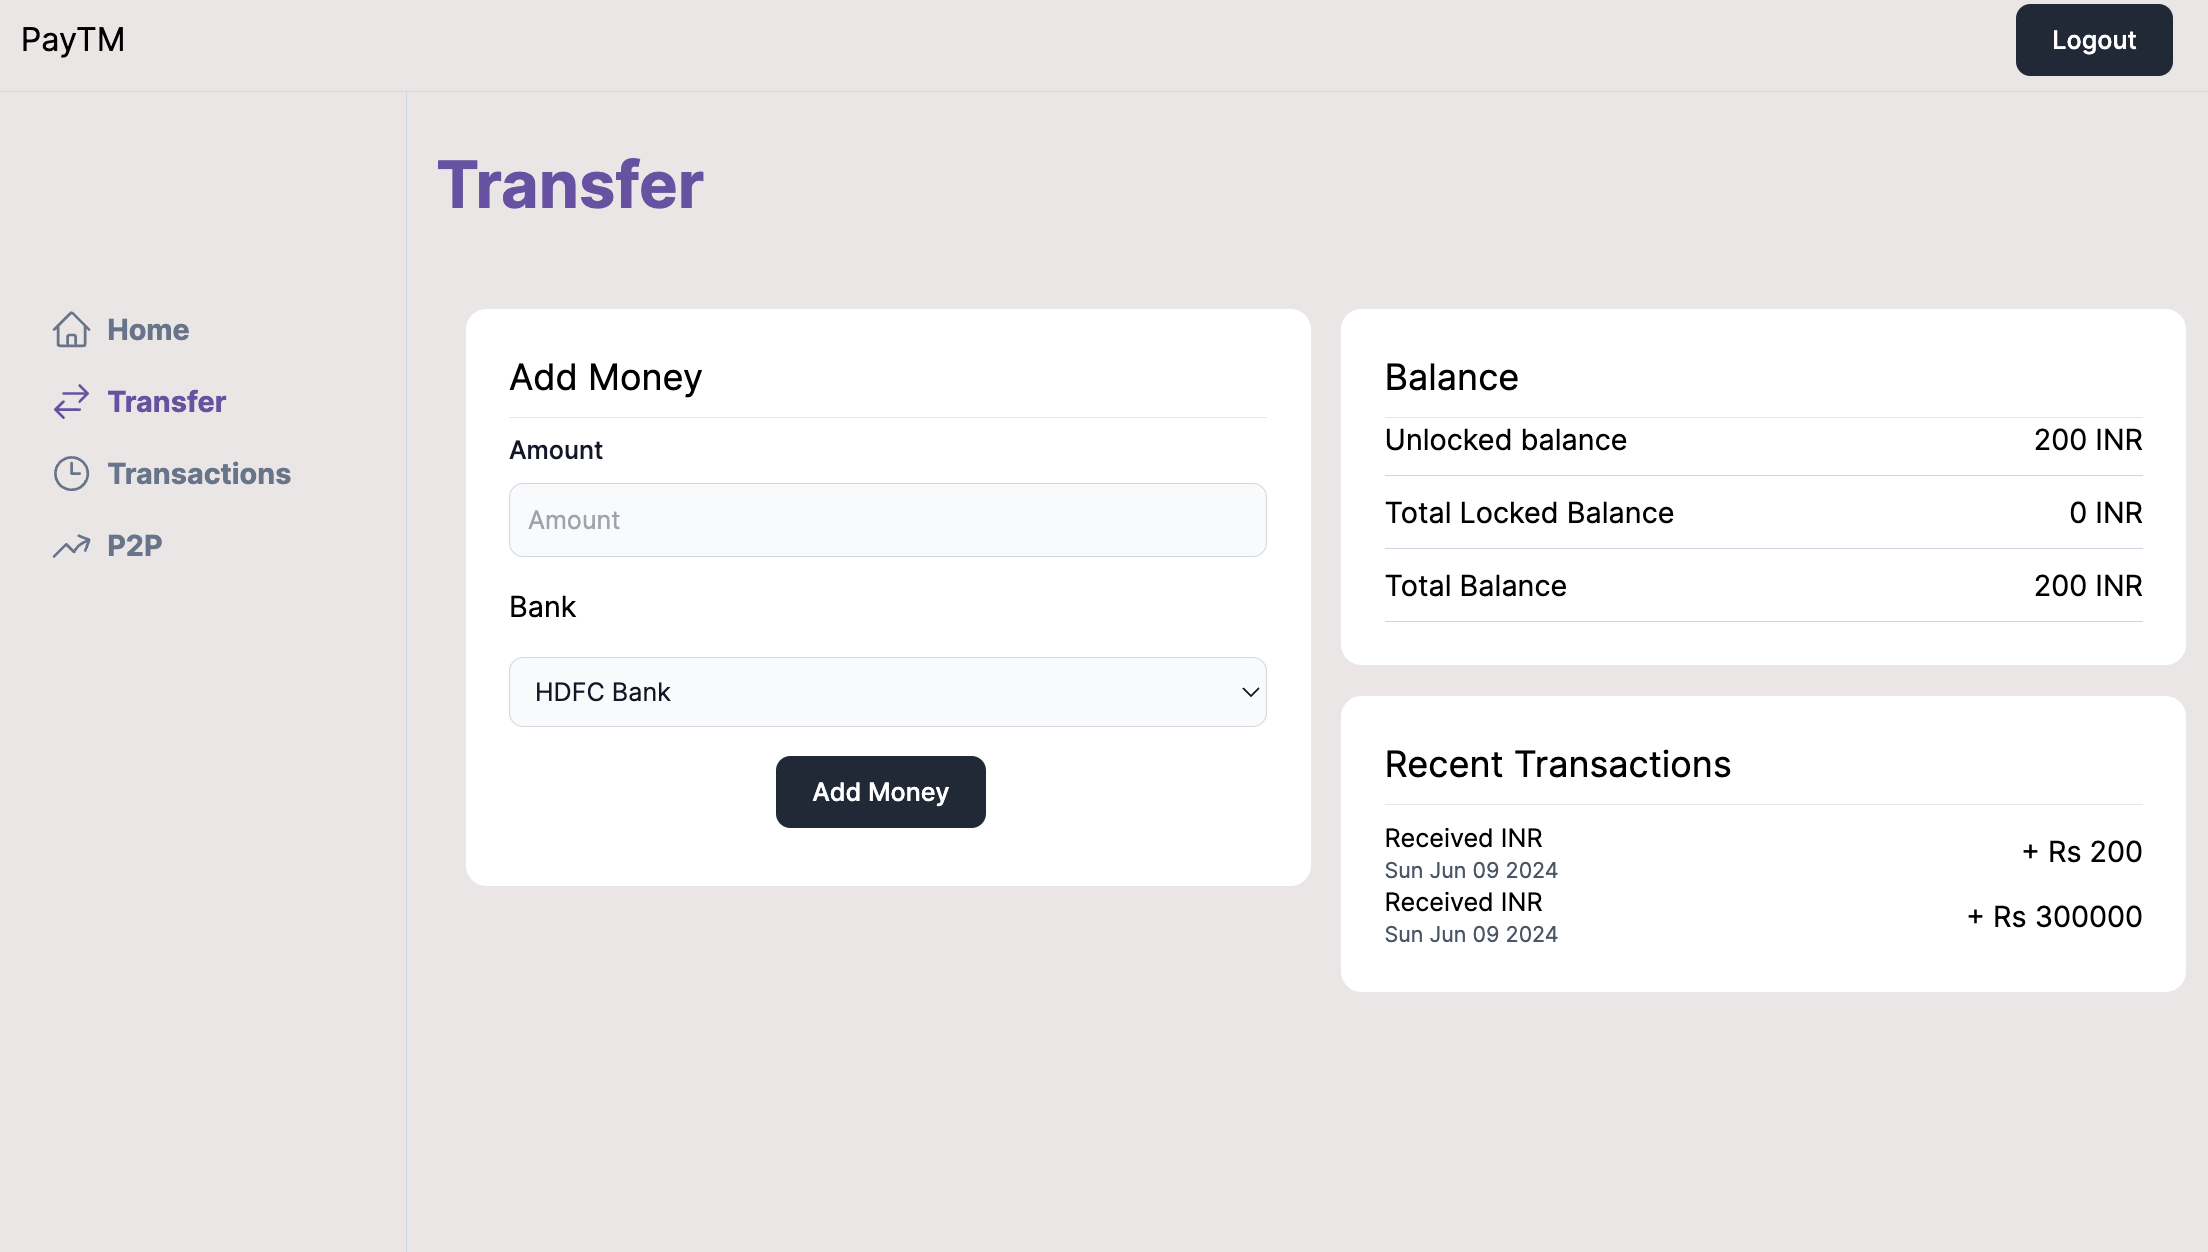 PayTM
Logout
Transfer
Home
Transfer
Transactions
P2P
Add Money
Amount
Amount
Bank
HDFC Bank
Add Money
Balance
Unlocked balance 200 INR
Total Locked Balance 0 INR
Total Balance 200 INR
Recent Transactions
Received INR
Sun Jun 09 2024
+ Rs 200
Received INR
Sun Jun 09 2024
+ Rs 300000